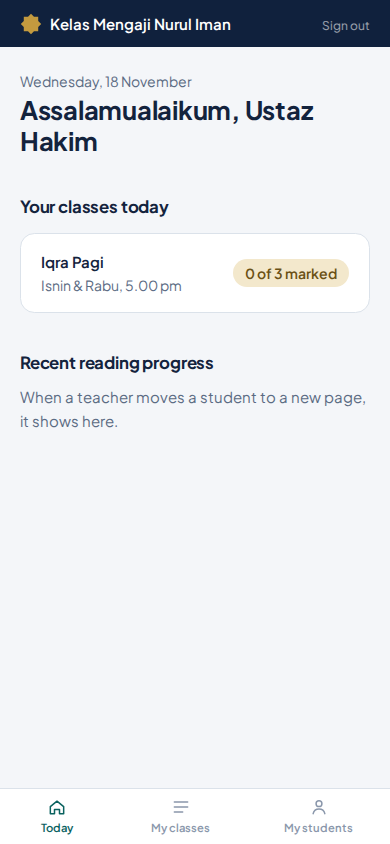 Kelas Mengaji Nurul Iman
Sign out
Wednesday, 18 November
Assalamualaikum, Ustaz
Hakim
Your classes today
Iqra Pagi
Isnin & Rabu, 5.00 pm
0 of 3 marked
Recent reading progress
When a teacher moves a student to a new page,
it shows here.
Today
My classes
My students